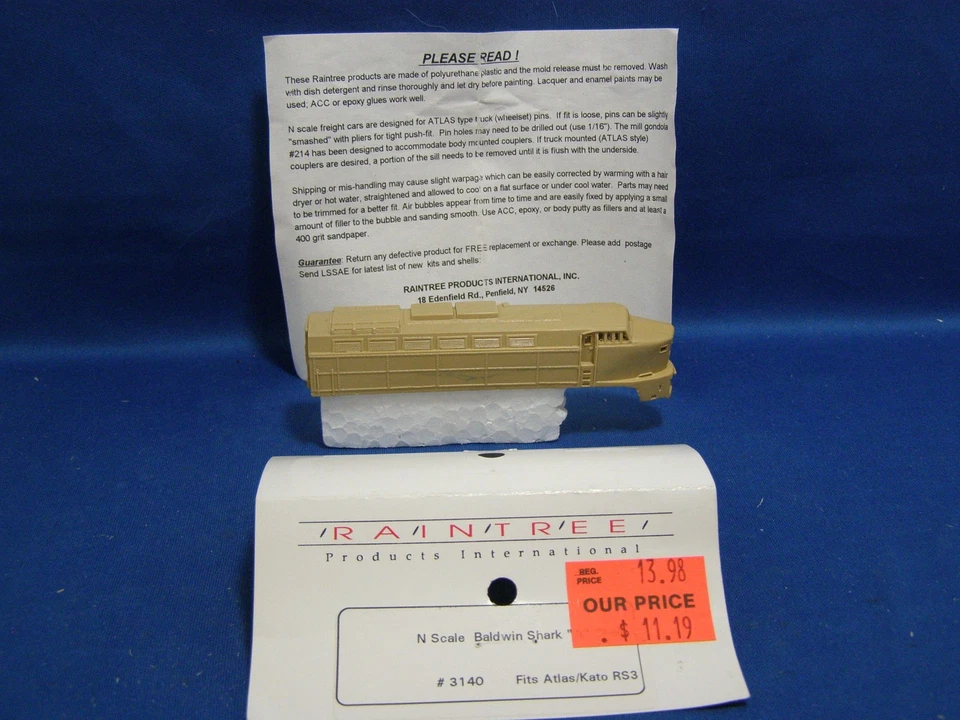 PLEASE READ !
These Raintree products are made of polyurethane plastic and the mold release must be removed. Wash
with dish detergent and rinse thoroughly and let dry before painting. Lacquer and enamel paints may be
used, ACC or epoxy glues work well.
N scale freight cars are designed for ATLAS type truck (wheelset) pins. If fit is loose, pins can be slightly
"smashed" with pliers for tight push-fit. Pin holes may need to be drilled out (use 1/16"). The mill gondola
#214 has been designed to accommodate body mounted couplers. If truck mounted (ATLAS style)
couplers are desired, a portion of the sill needs to be removed until it is flush with the underside.
Shipping or mis-handling may cause slight warpage which can be easily corrected by warming with a hair
dryer or hot water, straightened and allowed to cool on a flat surface or under cool water. Parts may need
to be trimmed for a better fit. Air bubbles appear from time to time and are easily fixed by applying a small
amount of filler to the bubble and sanding smooth. Use ACC, epoxy, or body putty as fillers and at least a
400 grit sandpaper.
Guarantee: Return any defective product for FREE replacement or exchange. Please add postage
Send LSSAE for latest list of new kits and shells:
RAINTREE PRODUCTS INTERNATIONAL, INC.
18 Edenfield Rd., Penfield, NY 14526
RAINTREE
Products International
REG. PRICE 13.98
OUR PRICE
$ 11.19
N Scale Baldwin Shark "
# 3140 Fits Atlas/Kato RS3